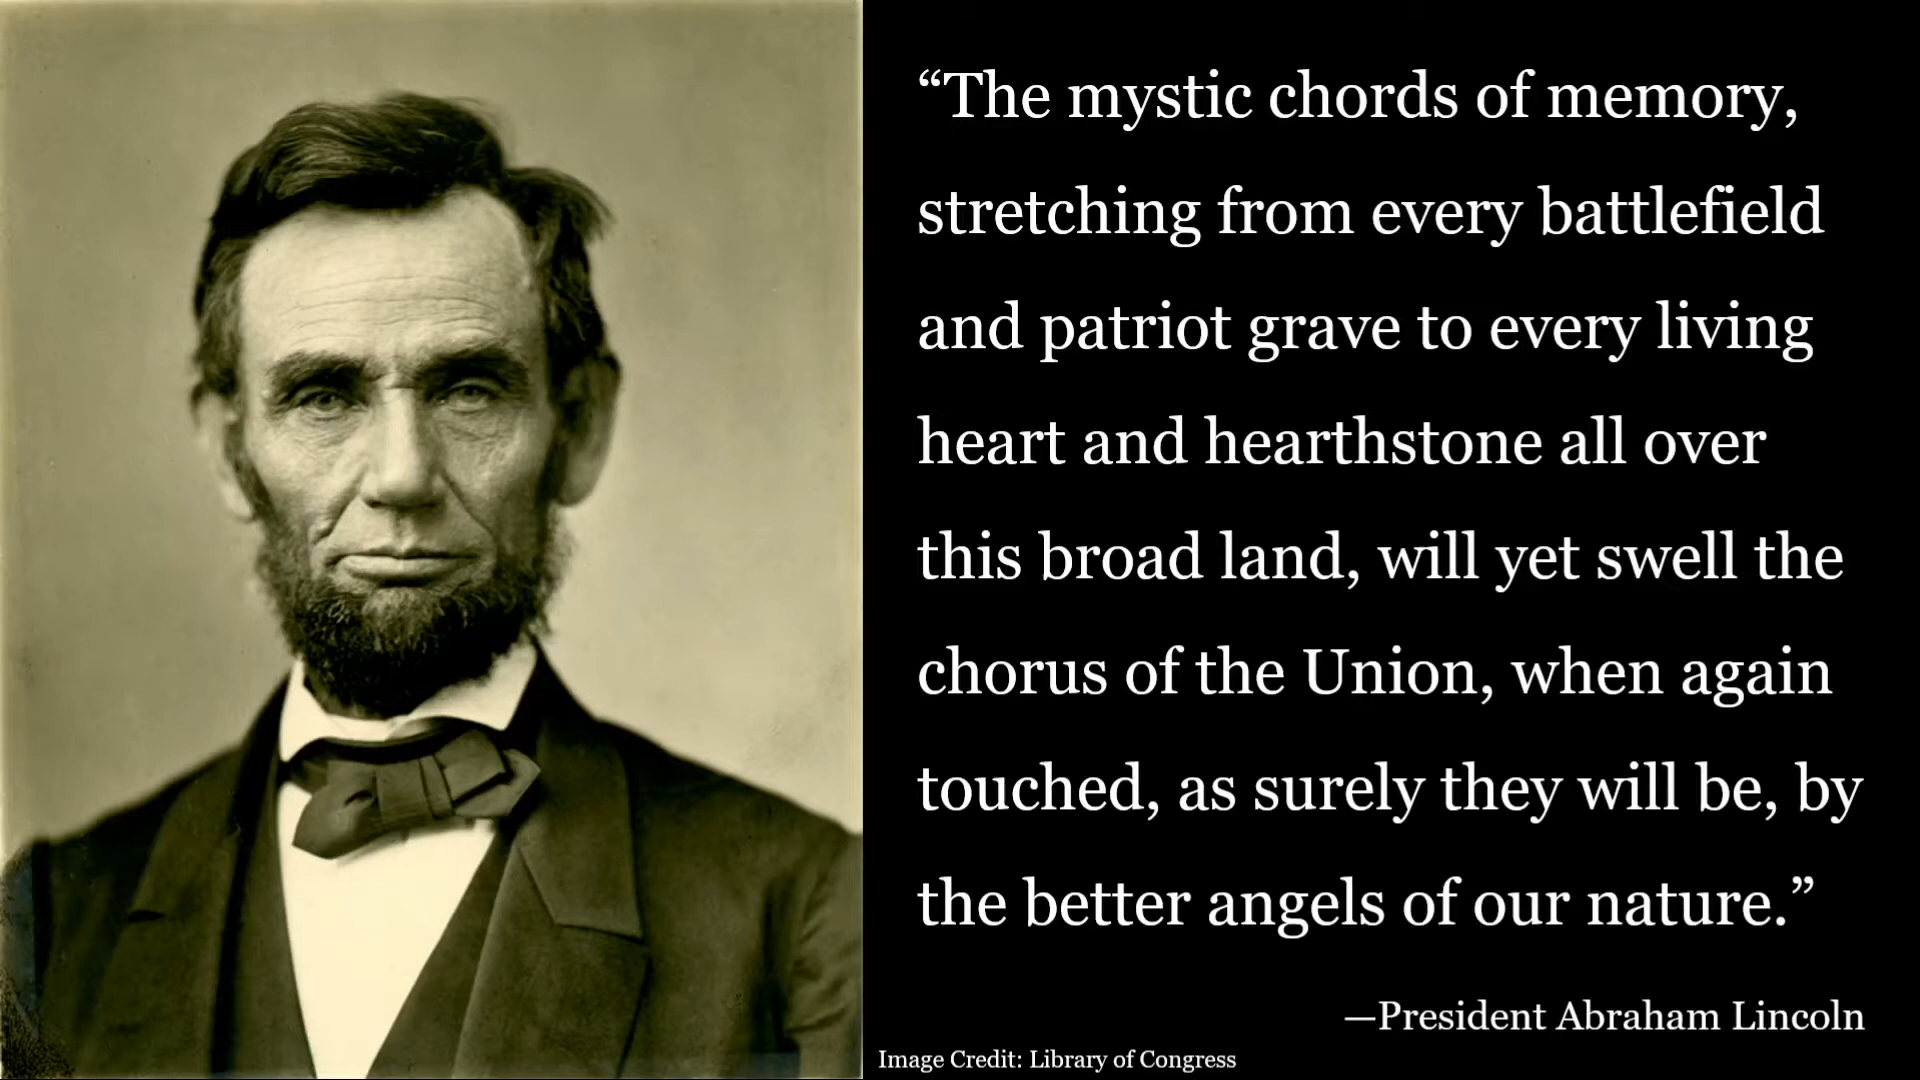 “The mystic chords of memory,
stretching from every battlefield
and patriot grave to every living
heart and hearthstone all over
this broad land, will yet swell the
chorus of the Union, when again
touched, as surely they will be, by
the better angels of our nature.”
—President Abraham Lincoln
Image Credit: Library of Congress